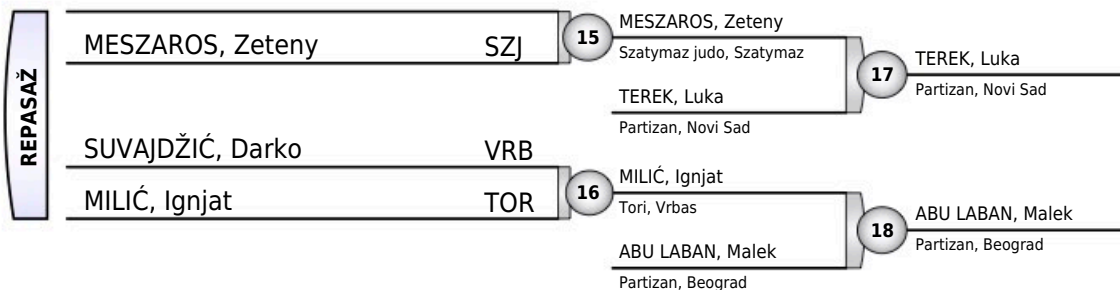 REPASAŽ
MESZAROS, Zeteny SZJ
SUVAJDŽIĆ, Darko VRB
MILIĆ, Ignjat TOR
15
MESZAROS, Zeteny
Szatymaz judo, Szatymaz
TEREK, Luka
Partizan, Novi Sad
16
MILIĆ, Ignjat
Tori, Vrbas
ABU LABAN, Malek
Partizan, Beograd
17
TEREK, Luka
Partizan, Novi Sad
18
ABU LABAN, Malek
Partizan, Beograd